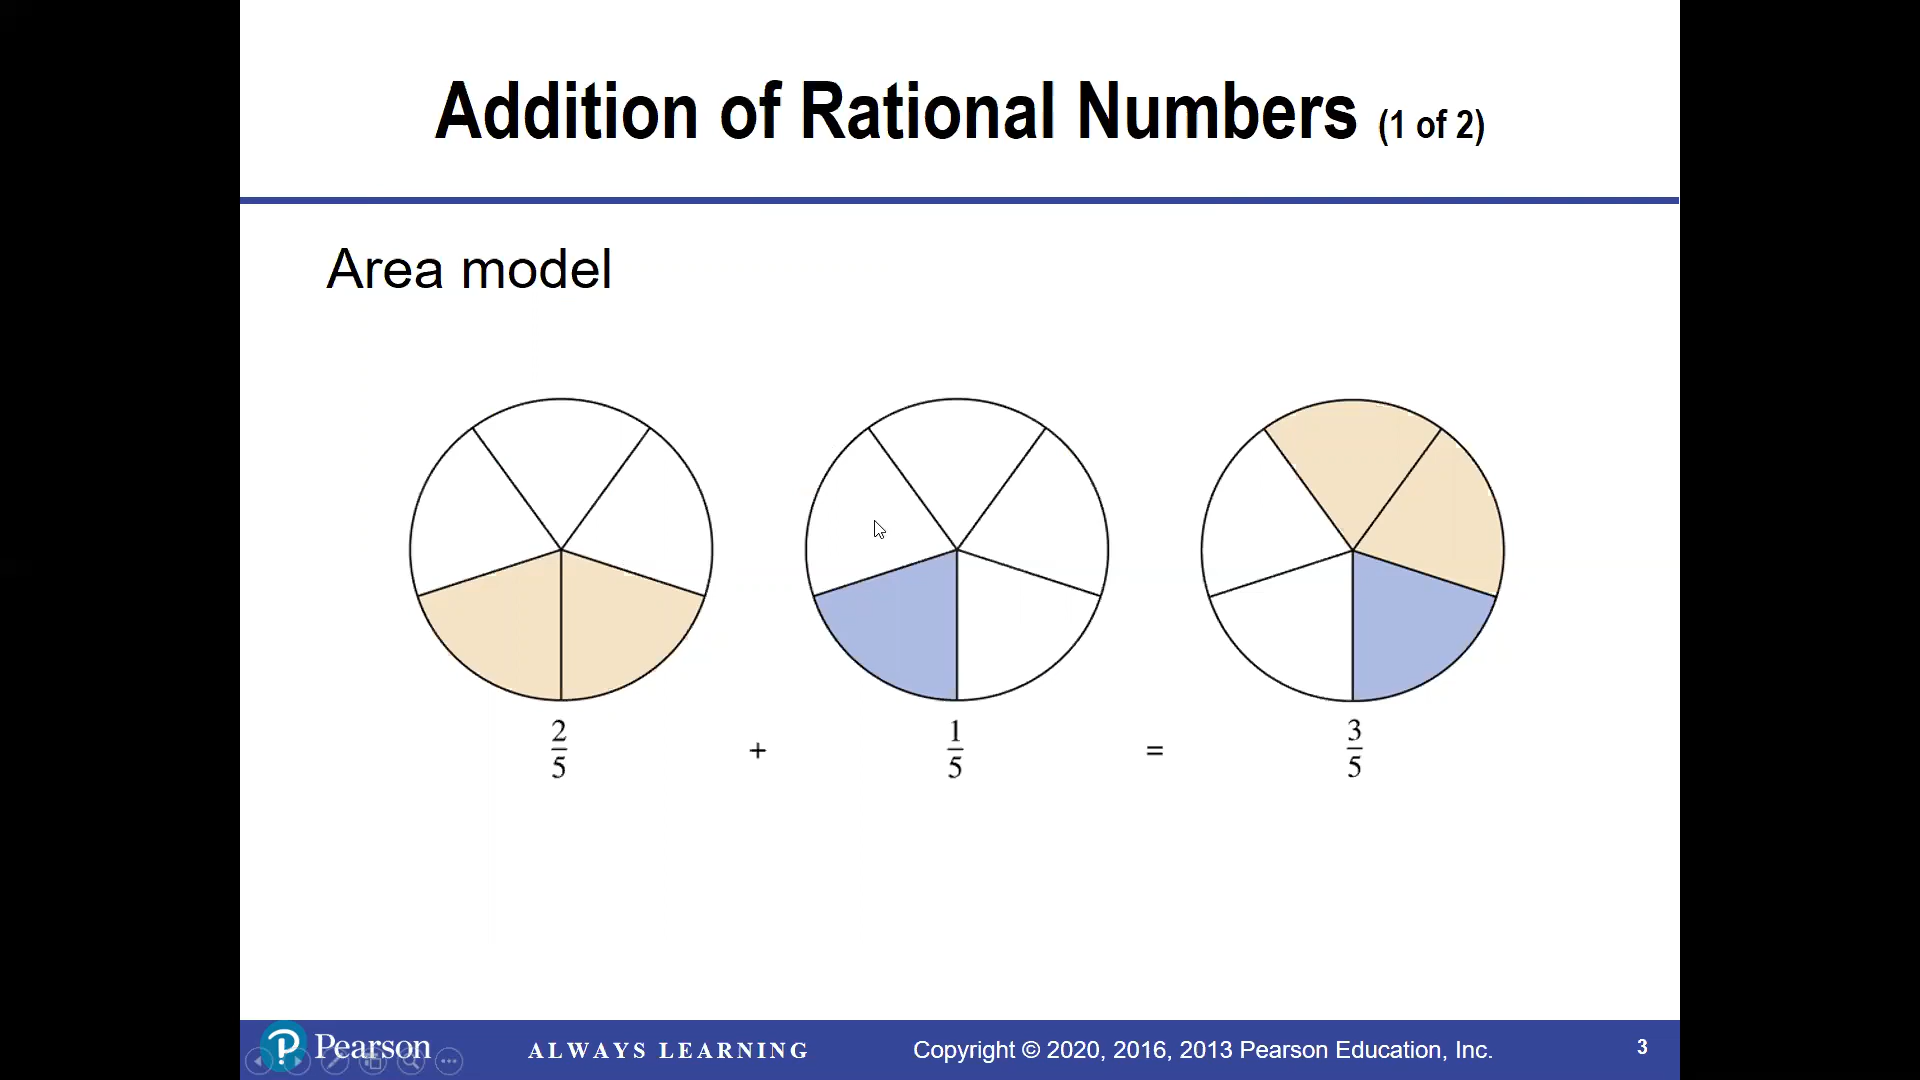 Addition of Rational Numbers (1 of 2)
Area model
2/5 + 1/5 = 3/5
Pearson
ALWAYS LEARNING
Copyright © 2020, 2016, 2013 Pearson Education, Inc.
3